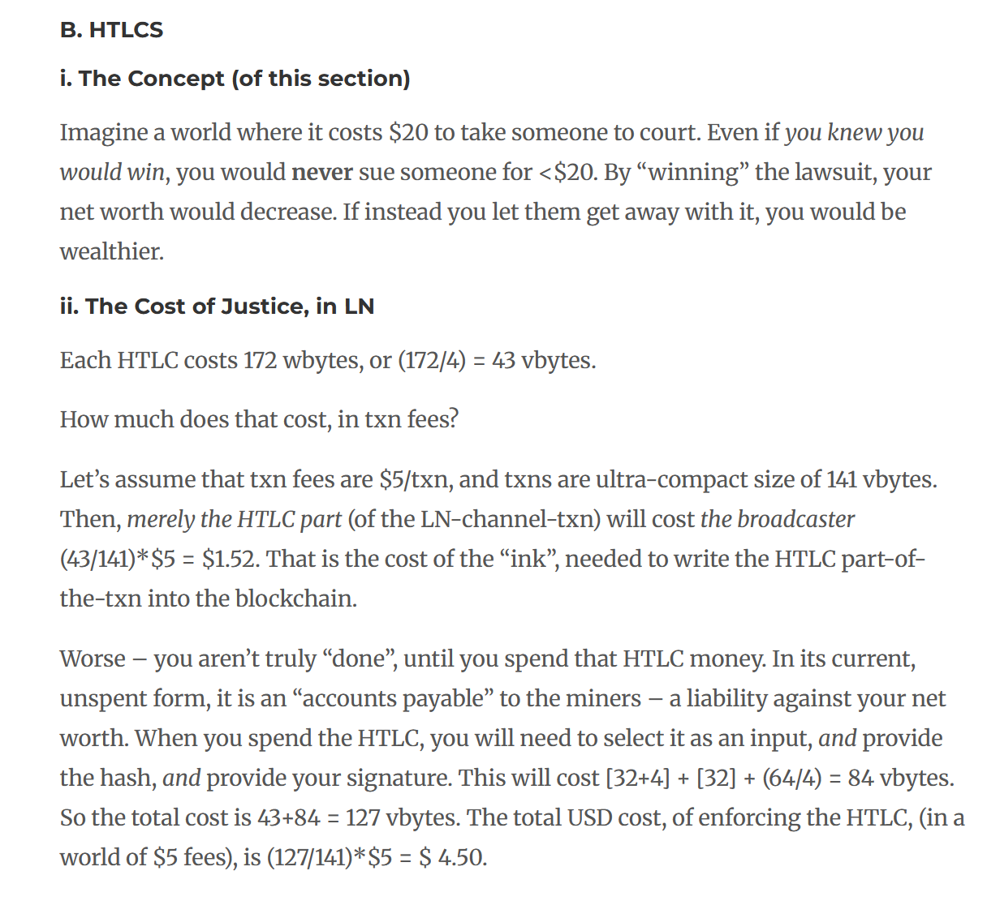 B. HTLCS
i. The Concept (of this section)
Imagine a world where it costs $20 to take someone to court. Even if you knew you
would win, you would never sue someone for <$20. By “winning” the lawsuit, your
net worth would decrease. If instead you let them get away with it, you would be
wealthier.
ii. The Cost of Justice, in LN
Each HTLC costs 172 wbytes, or (172/4) = 43 vbytes.
How much does that cost, in txn fees?
Let’s assume that txn fees are $5/txn, and txns are ultra-compact size of 141 vbytes.
Then, merely the HTLC part (of the LN-channel-txn) will cost the broadcaster
(43/141)*$5 = $1.52. That is the cost of the “ink”, needed to write the HTLC part-of-
the-txn into the blockchain.
Worse – you aren’t truly “done”, until you spend that HTLC money. In its current,
unspent form, it is an “accounts payable” to the miners – a liability against your net
worth. When you spend the HTLC, you will need to select it as an input, and provide
the hash, and provide your signature. This will cost [32+4] + [32] + (64/4) = 84 vbytes.
So the total cost is 43+84 = 127 vbytes. The total USD cost, of enforcing the HTLC, (in a
world of $5 fees), is (127/141)*$5 = $ 4.50.